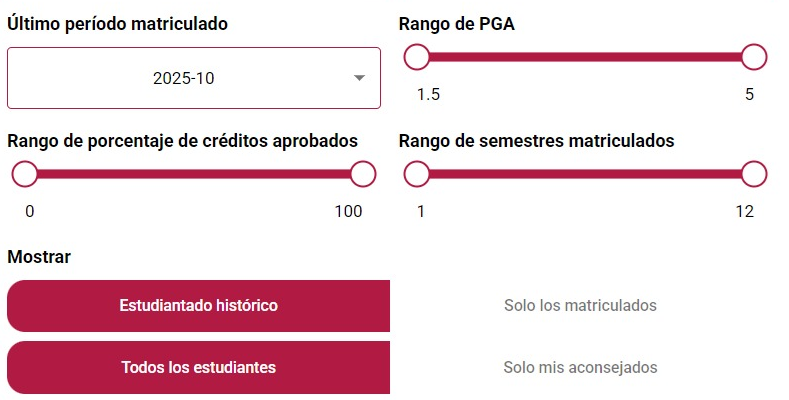 Último período matriculado
2025-10
Rango de PGA
1.5 5
Rango de porcentaje de créditos aprobados
0 100
Rango de semestres matriculados
1 12
Mostrar
Estudiantado histórico Solo los matriculados
Todos los estudiantes Solo mis aconsejados